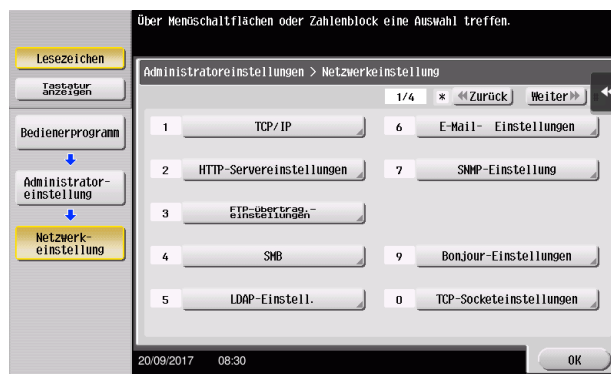 Über Menüschaltflächen oder Zahlenblock eine Auswahl treffen.
Lesezeichen
Tastatur
anzeigen
Bedienerprogramm
Administrator-
einstellung
Netzwerk-
einstellung
Administratoreinstellungen > Netzwerkeinstellung
1/4 * Zurück Weiter
1 TCP/IP
2 HTTP-Servereinstellungen
3 FTP-übertrag.-
einstellungen
4 SMB
5 LDAP-Einstell.
6 E-Mail- Einstellungen
7 SNMP-Einstellung
9 Bonjour-Einstellungen
0 TCP-Socketeinstellungen
20/09/2017 08:30
OK